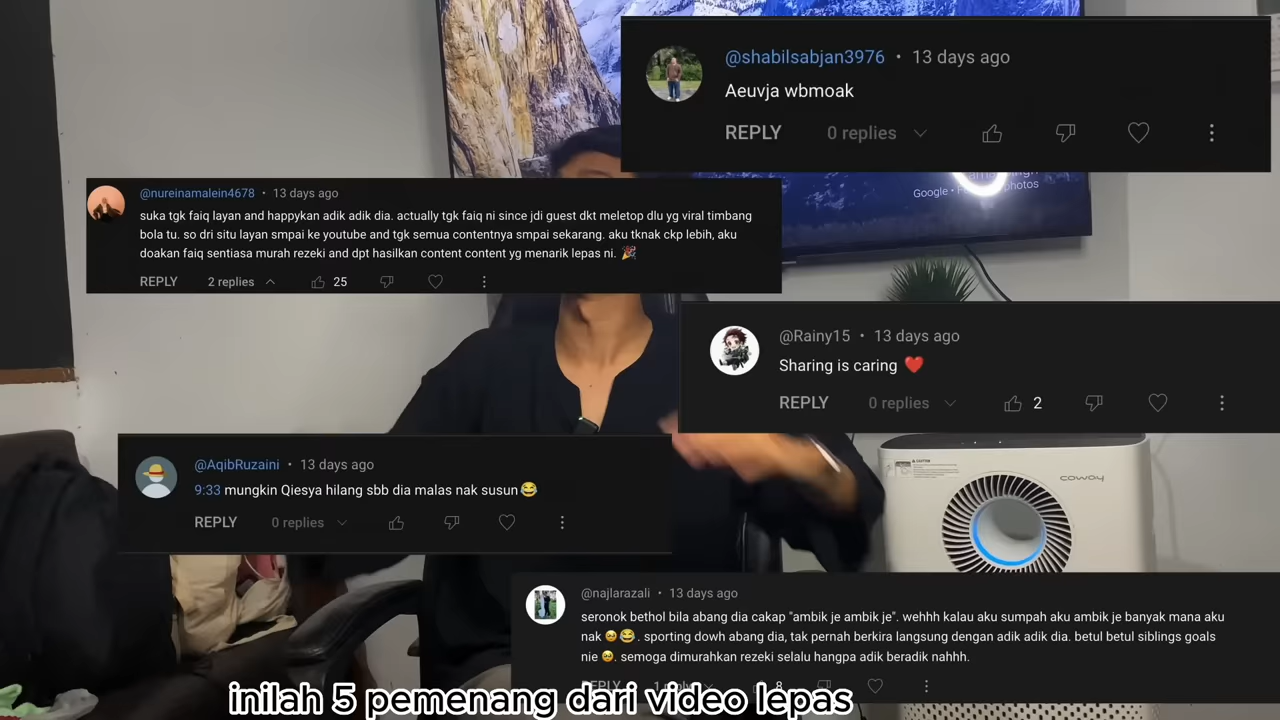 @shabilsabjan3976 • 13 days ago
Aeuvja wbmoak
REPLY 0 replies
Google • photos
@nureinamalein4678 • 13 days ago
suka tgk faiq layan and happykan adik adik dia. actually tgk faiq ni since jdi guest dkt meletop dlu yg viral timbang
bola tu. so dri situ layan smpai ke youtube and tgk semua contentnya smpai sekarang. aku tknak ckp lebih, aku
doakan faiq sentiasa murah rezeki and dpt hasilkan content content yg menarik lepas ni. 🎉
REPLY 2 replies 25
@Rainy15 • 13 days ago
Sharing is caring ❤️
REPLY 0 replies 2
@AqibRuzaini • 13 days ago
9:33 mungkin Qiesya hilang sbb dia malas nak susun😂
REPLY 0 replies
CAUTION
coway
@najlarazali • 13 days ago
seronok bethol bila abang dia cakap "ambik je ambik je". wehhh kalau aku sumpah aku ambik je banyak mana aku
nak 🥹😂. sporting dowh abang dia, tak pernah berkira langsung dengan adik adik dia. betul betul siblings goals
nie 🥹. semoga dimurahkan rezeki selalu hangpa adik beradik nahhh.
REPLY 1 reply 8
inilah 5 pemenang dari video lepas